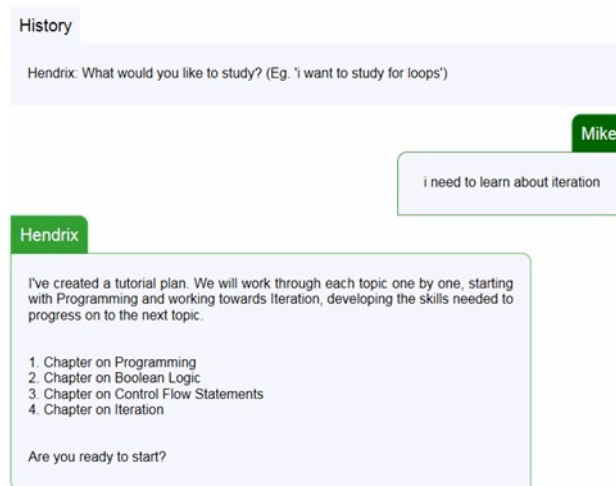 History
Hendrix: What would you like to study? (Eg. 'i want to study for loops')
Mike
i need to learn about iteration
Hendrix
I've created a tutorial plan. We will work through each topic one by one, starting
with Programming and working towards Iteration, developing the skills needed to
progress on to the next topic.
1. Chapter on Programming
2. Chapter on Boolean Logic
3. Chapter on Control Flow Statements
4. Chapter on Iteration
Are you ready to start?